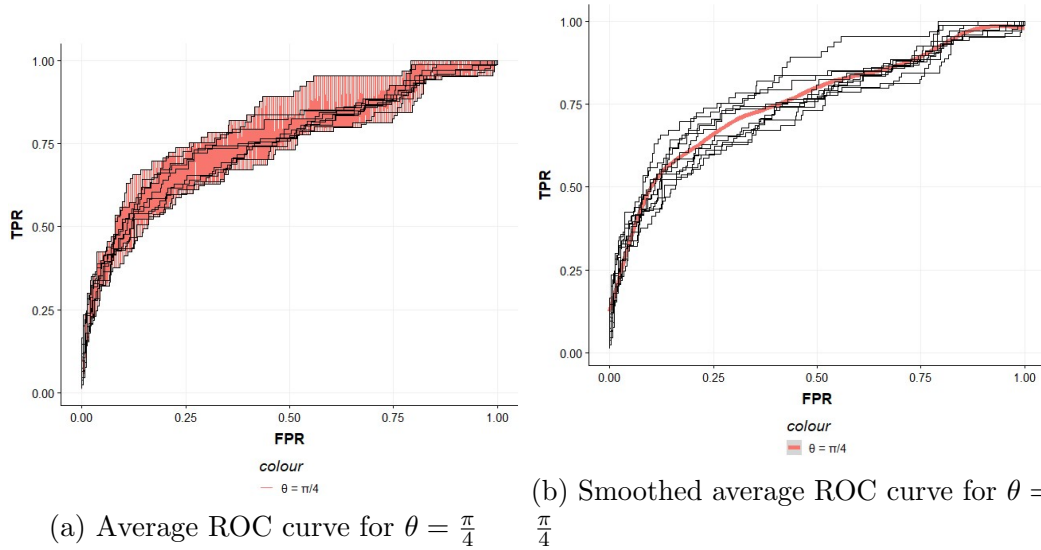 1.00
0.75
0.50
0.25
0.00
TPR
0.00 0.25 0.50 0.75 1.00
FPR
colour
θ = π/4
(a) Average ROC curve for θ = π/4
1.00
0.75
0.50
0.25
0.00
TPR
0.00 0.25 0.50 0.75 1.00
FPR
colour
θ = π/4
(b) Smoothed average ROC curve for θ =
π/4